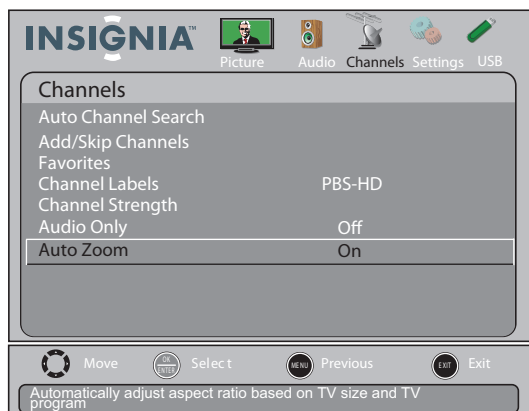 INSIGNIA™
Picture Audio Channels Settings USB
Channels
Auto Channel Search
Add/Skip Channels
Favorites
Channel Labels PBS-HD
Channel Strength
Audio Only Off
Auto Zoom On
Move OK ENTER Select MENU Previous EXIT Exit
Automatically adjust aspect ratio based on TV size and TV
program